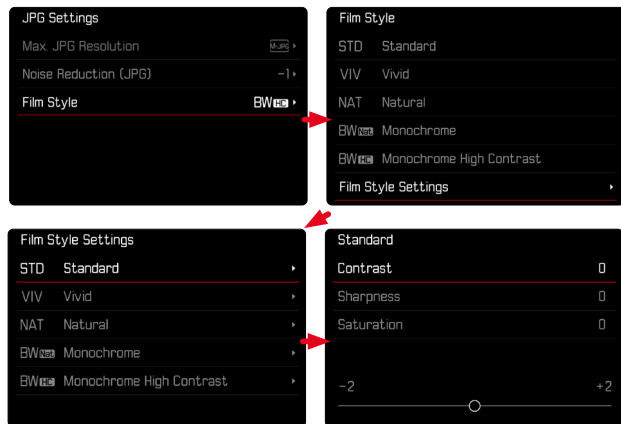 JPG Settings
Max. JPG Resolution M-JPG
Noise Reduction (JPG) -1
Film Style BW HC
Film Style
STD Standard
VIV Vivid
NAT Natural
BW Nat. Monochrome
BW HC Monochrome High Contrast
Film Style Settings
Film Style Settings
STD Standard
VIV Vivid
NAT Natural
BW Nat. Monochrome
BW HC Monochrome High Contrast
Standard
Contrast 0
Sharpness 0
Saturation 0
-2 +2